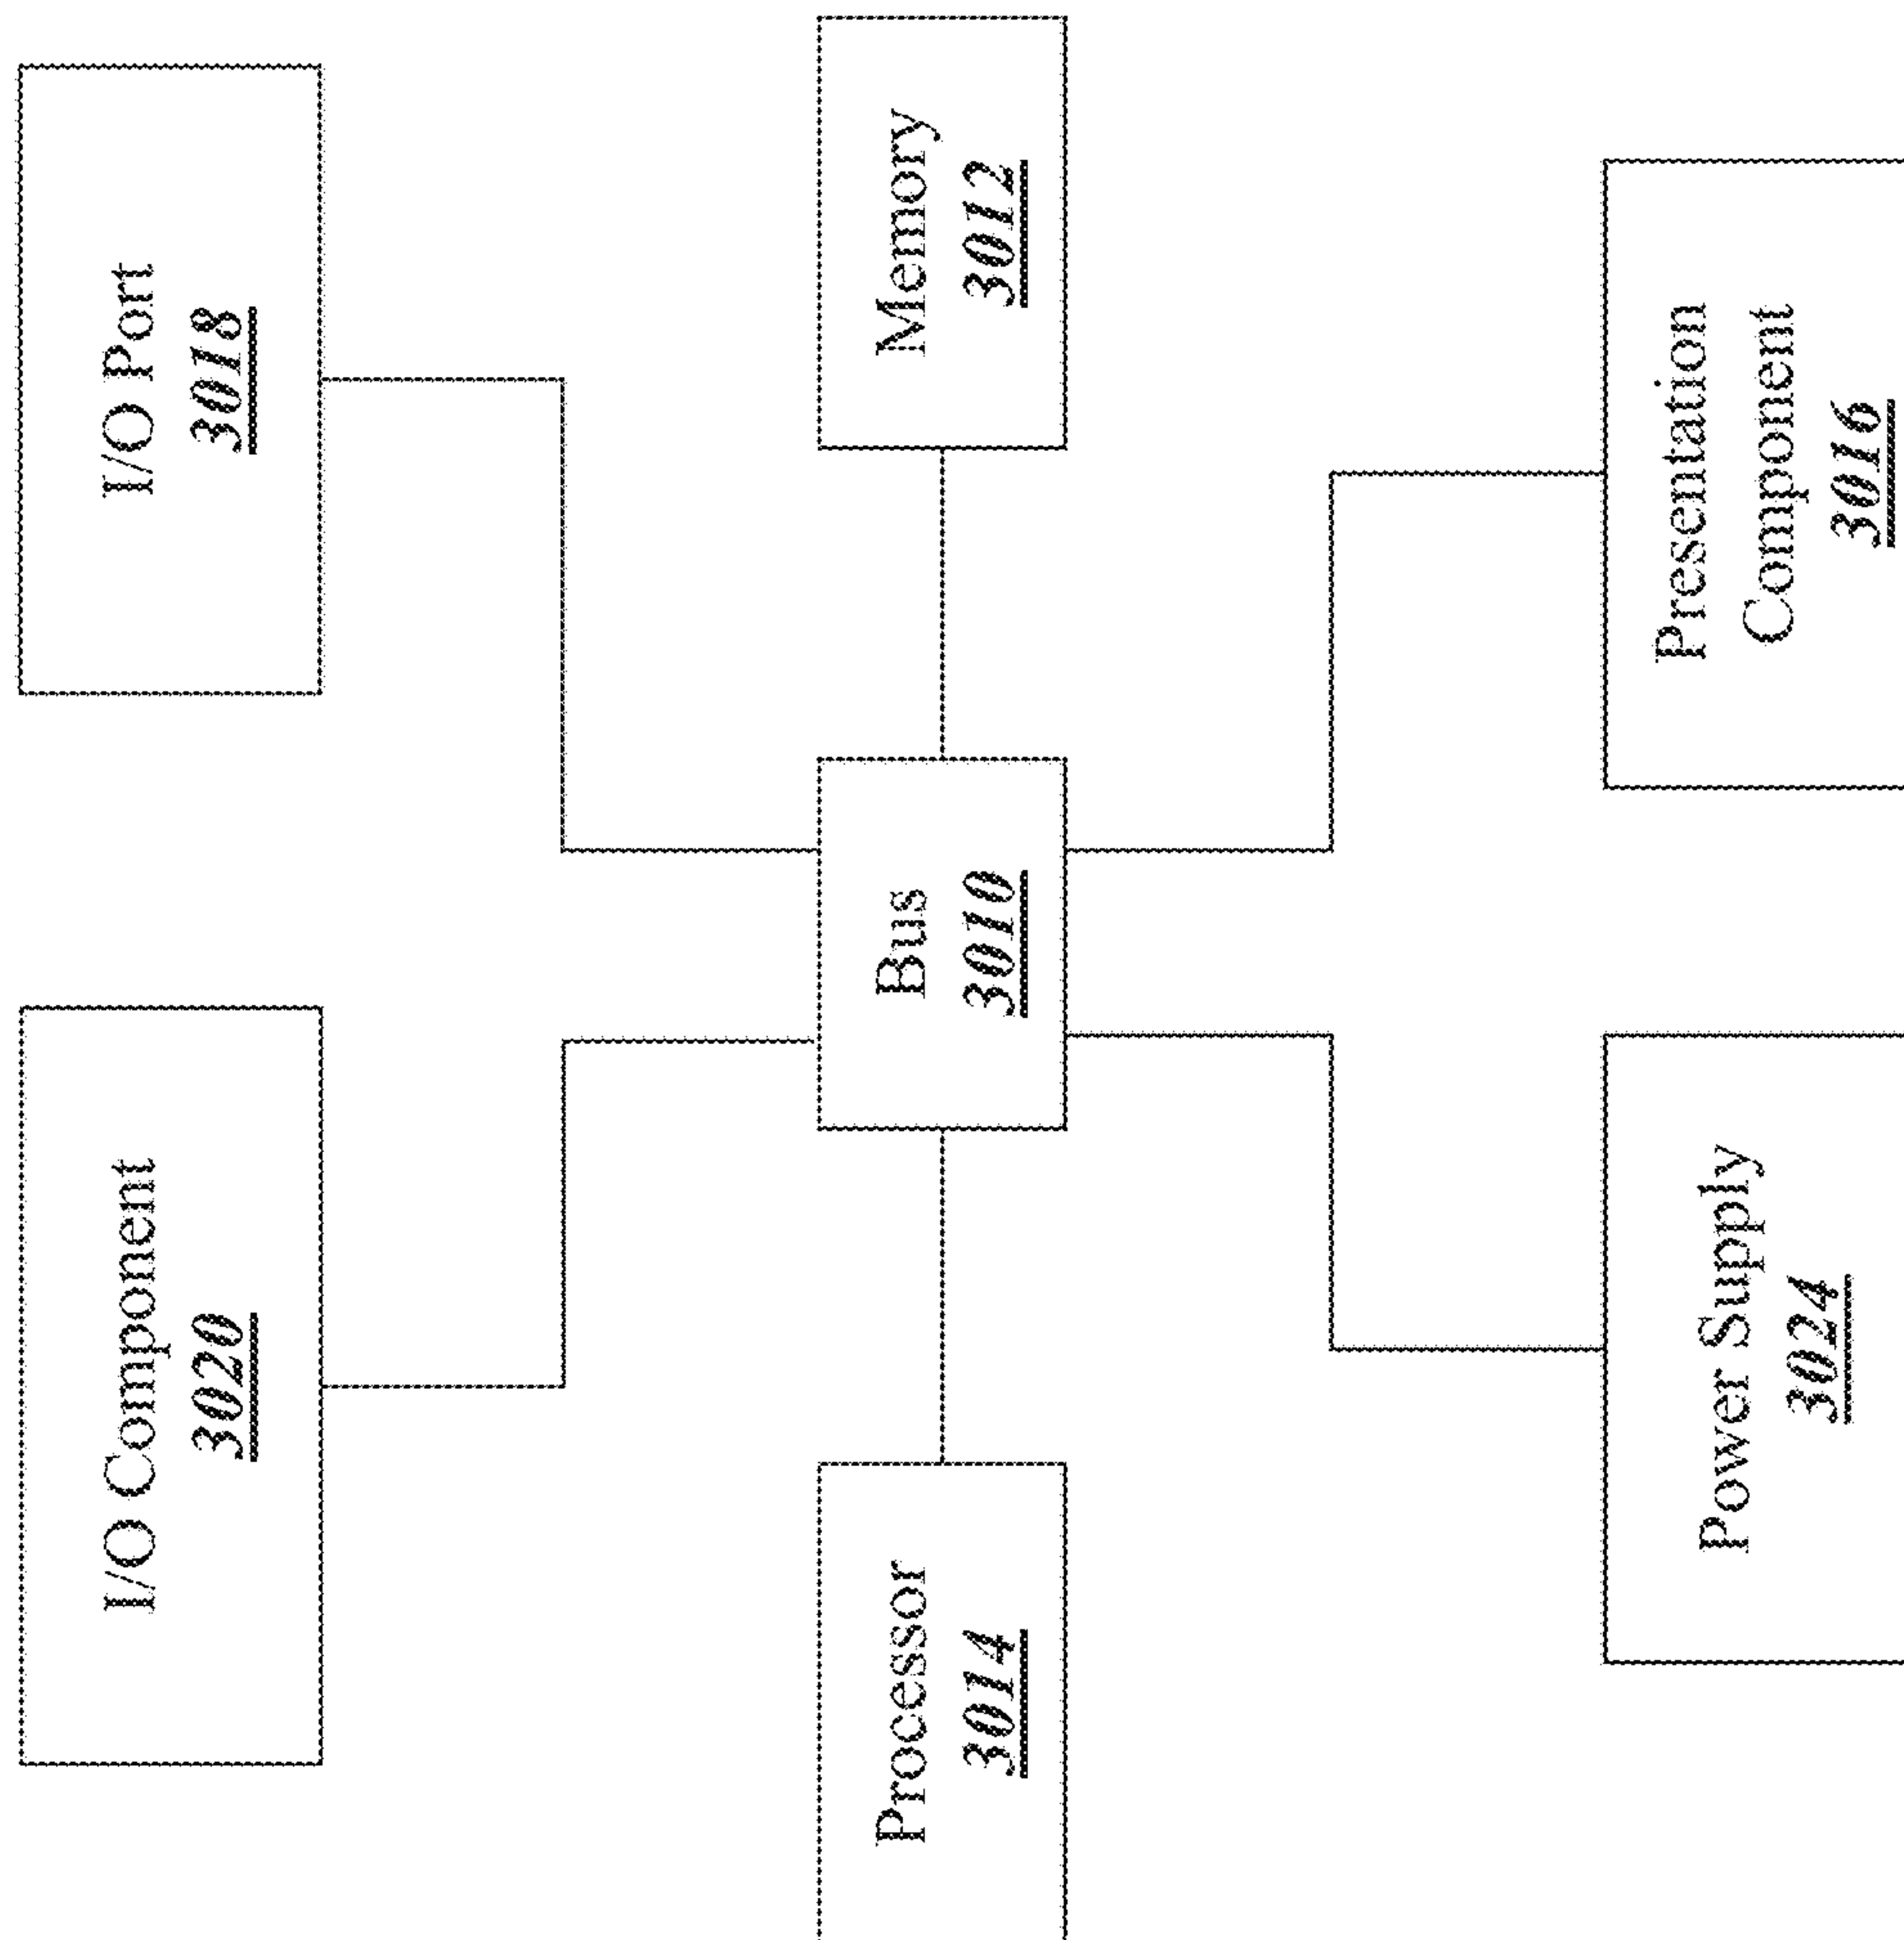 I/O Component
3020
I/O Port
3018
Processor
3014
Bus
3010
Memory
3012
Power Supply
3024
Presentation
Component
3016